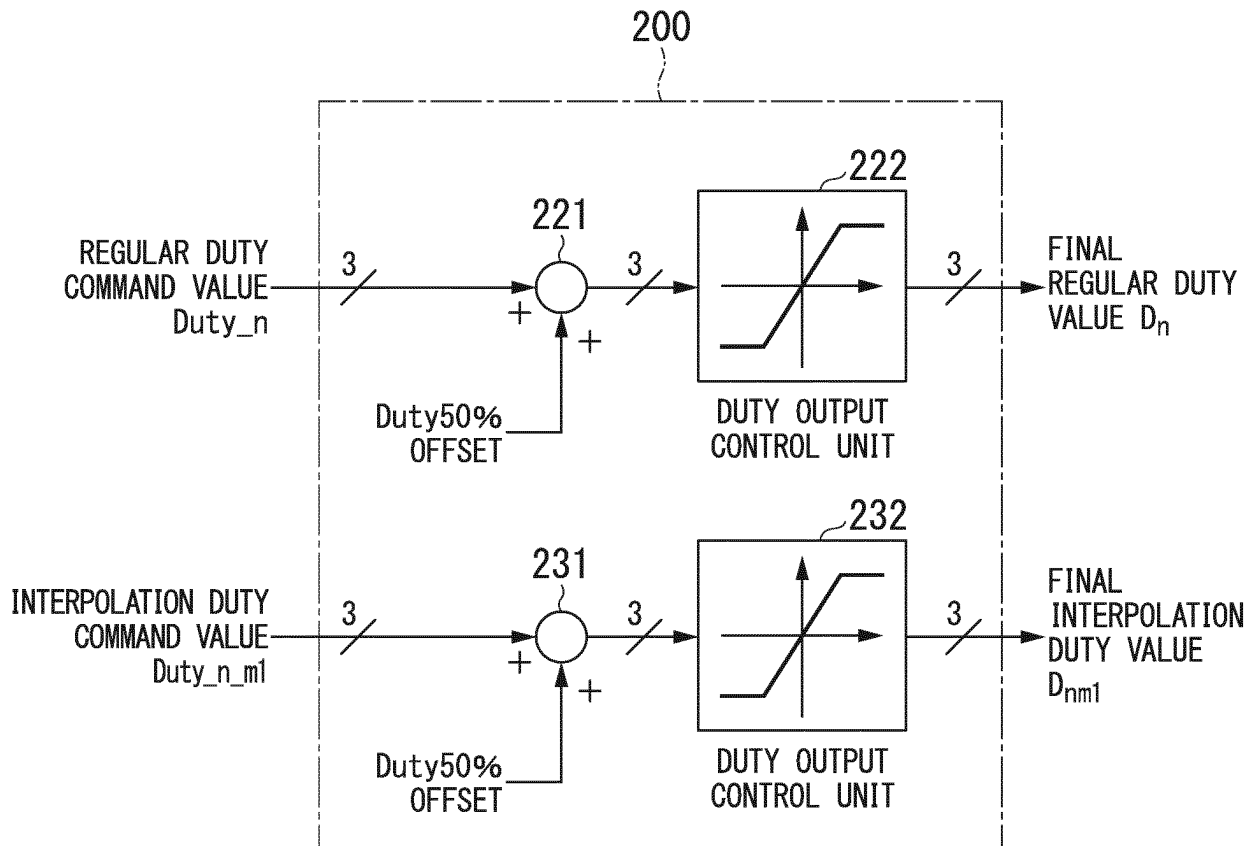 200
222
221
REGULAR DUTY
COMMAND VALUE
Duty_n
3
+
+
3
3
FINAL
REGULAR DUTY
VALUE Dn
Duty50%
OFFSET
DUTY OUTPUT
CONTROL UNIT
232
231
INTERPOLATION DUTY
COMMAND VALUE
Duty_n_m1
3
+
+
3
3
FINAL
INTERPOLATION
DUTY VALUE
Dnm1
Duty50%
OFFSET
DUTY OUTPUT
CONTROL UNIT